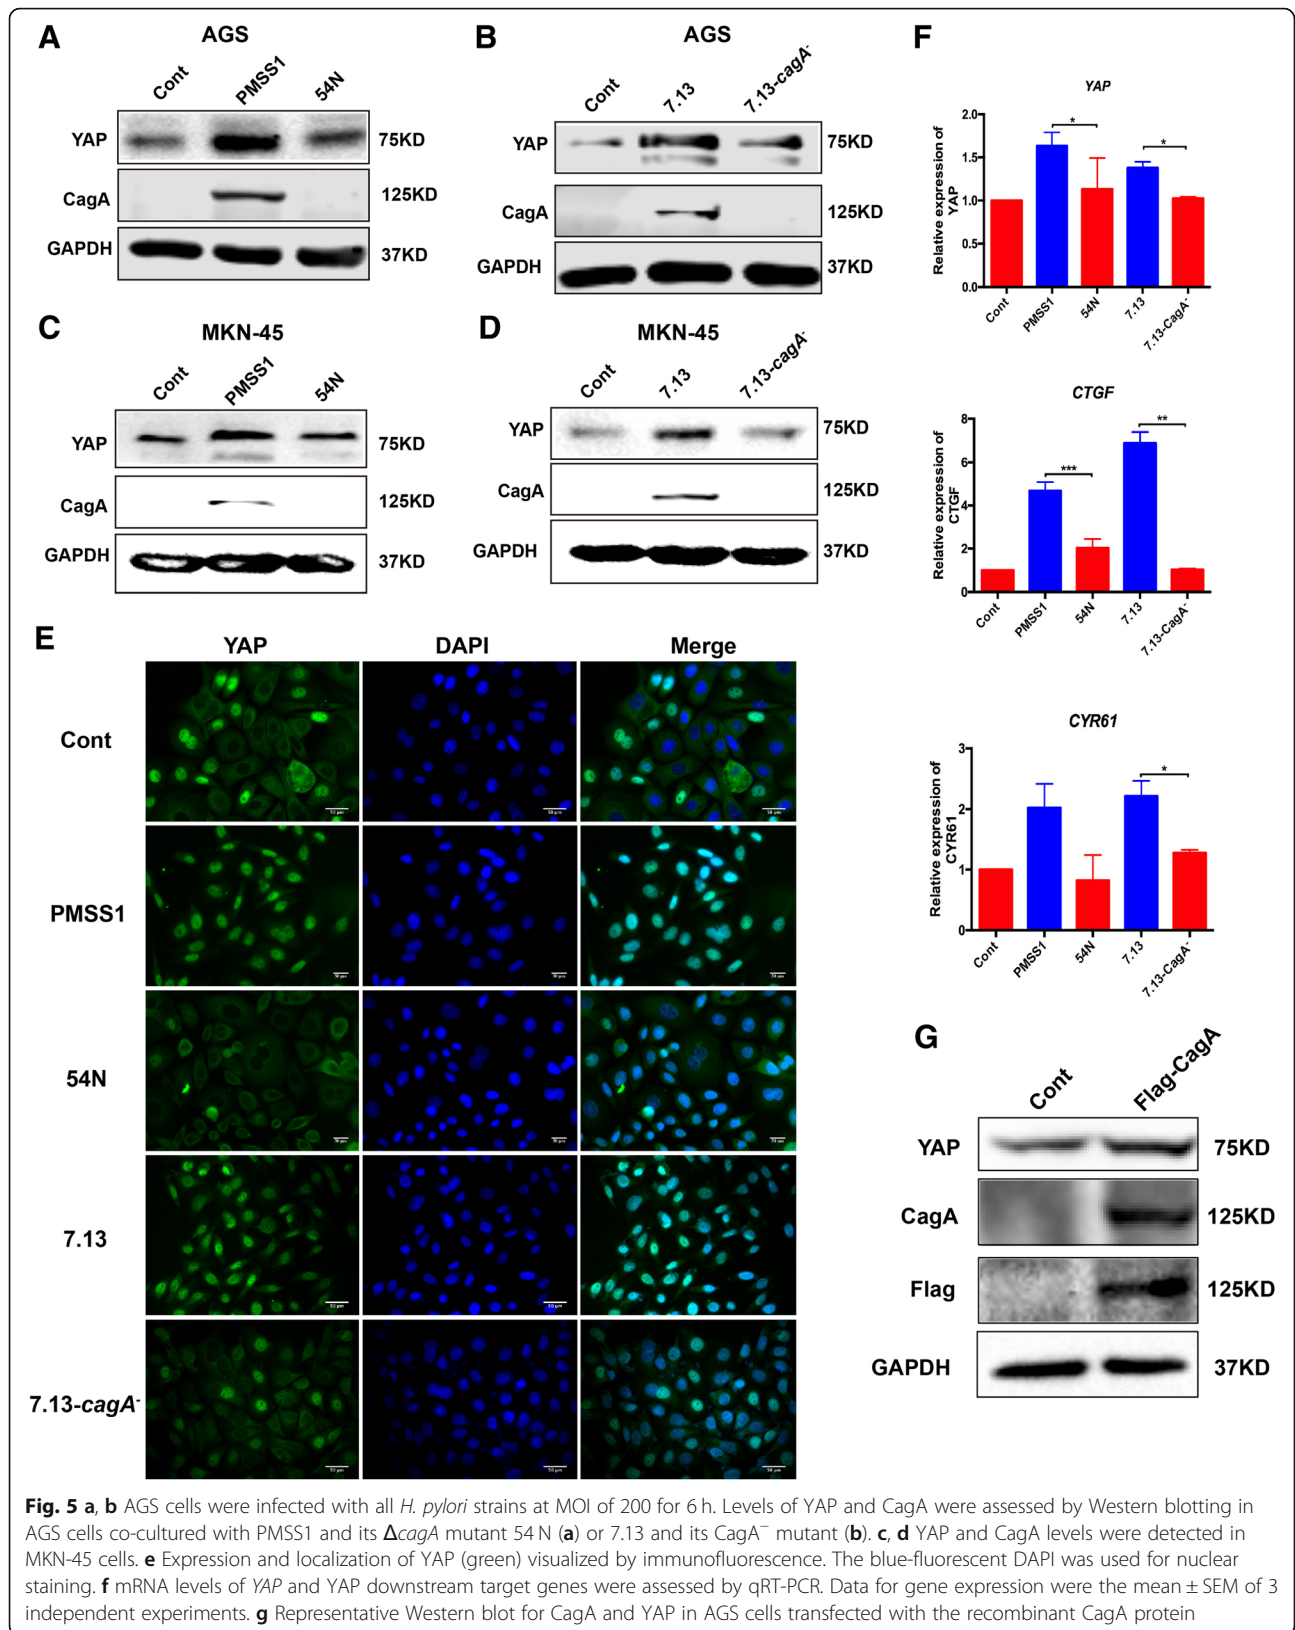 A
AGS
Cont
PMSS1
54N
YAP
75KD
CagA
125KD
GAPDH
37KD
B
AGS
Cont
7.13
7.13-cagA-
YAP
75KD
CagA
125KD
GAPDH
37KD
C
MKN-45
Cont
PMSS1
54N
YAP
75KD
CagA
125KD
GAPDH
37KD
D
MKN-45
Cont
7.13
7.13-cagA-
YAP
75KD
CagA
125KD
GAPDH
37KD
E
YAP
DAPI
Merge
Cont
PMSS1
54N
7.13
7.13-cagA-
F
YAP
Relative expression of
YAP
2.0
1.5
1.0
0.5
0.0
*
*
Cont
PMSS1
54N
7.13
7.13-CagA-
CTGF
Relative expression of
CTGF
8
6
4
2
0
***
**
Cont
PMSS1
54N
7.13
7.13-CagA-
CYR61
Relative expression of
CYR61
3
2
1
0
*
Cont
PMSS1
54N
7.13
7.13-CagA-
G
Cont
Flag-CagA
YAP
75KD
CagA
125KD
Flag
125KD
GAPDH
37KD
Fig. 5 a, b AGS cells were infected with all H. pylori strains at MOI of 200 for 6 h. Levels of YAP and CagA were assessed by Western blotting in
AGS cells co-cultured with PMSS1 and its ΔcagA mutant 54 N (a) or 7.13 and its CagA− mutant (b). c, d YAP and CagA levels were detected in
MKN-45 cells. e Expression and localization of YAP (green) visualized by immunofluorescence. The blue-fluorescent DAPI was used for nuclear
staining. f mRNA levels of YAP and YAP downstream target genes were assessed by qRT-PCR. Data for gene expression were the mean ± SEM of 3
independent experiments. g Representative Western blot for CagA and YAP in AGS cells transfected with the recombinant CagA protein